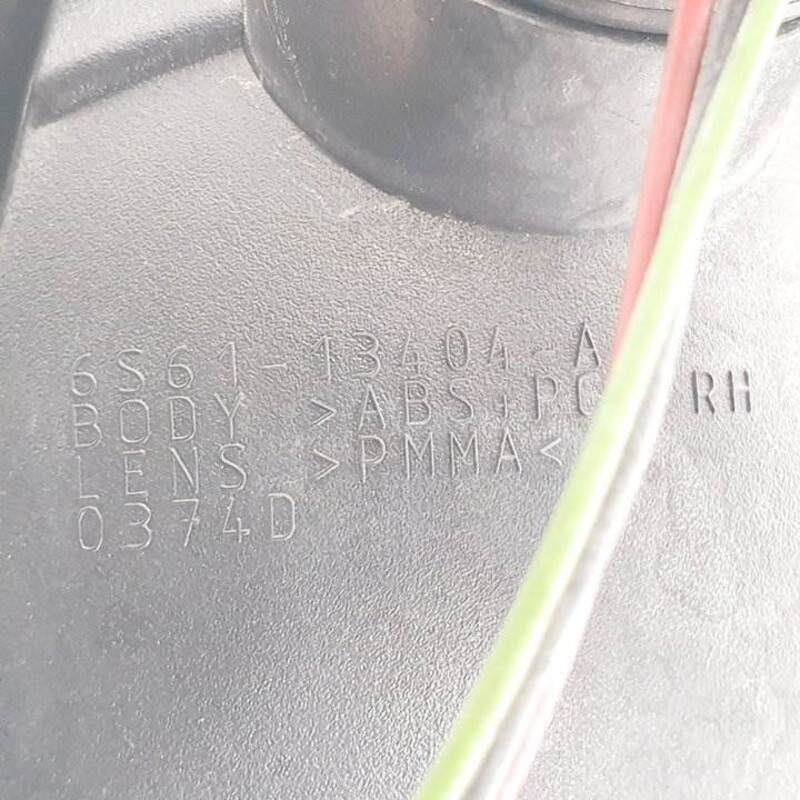 6S61-13404-A
BODY >ABS+PC RH
LENS >PMMA<
0374D